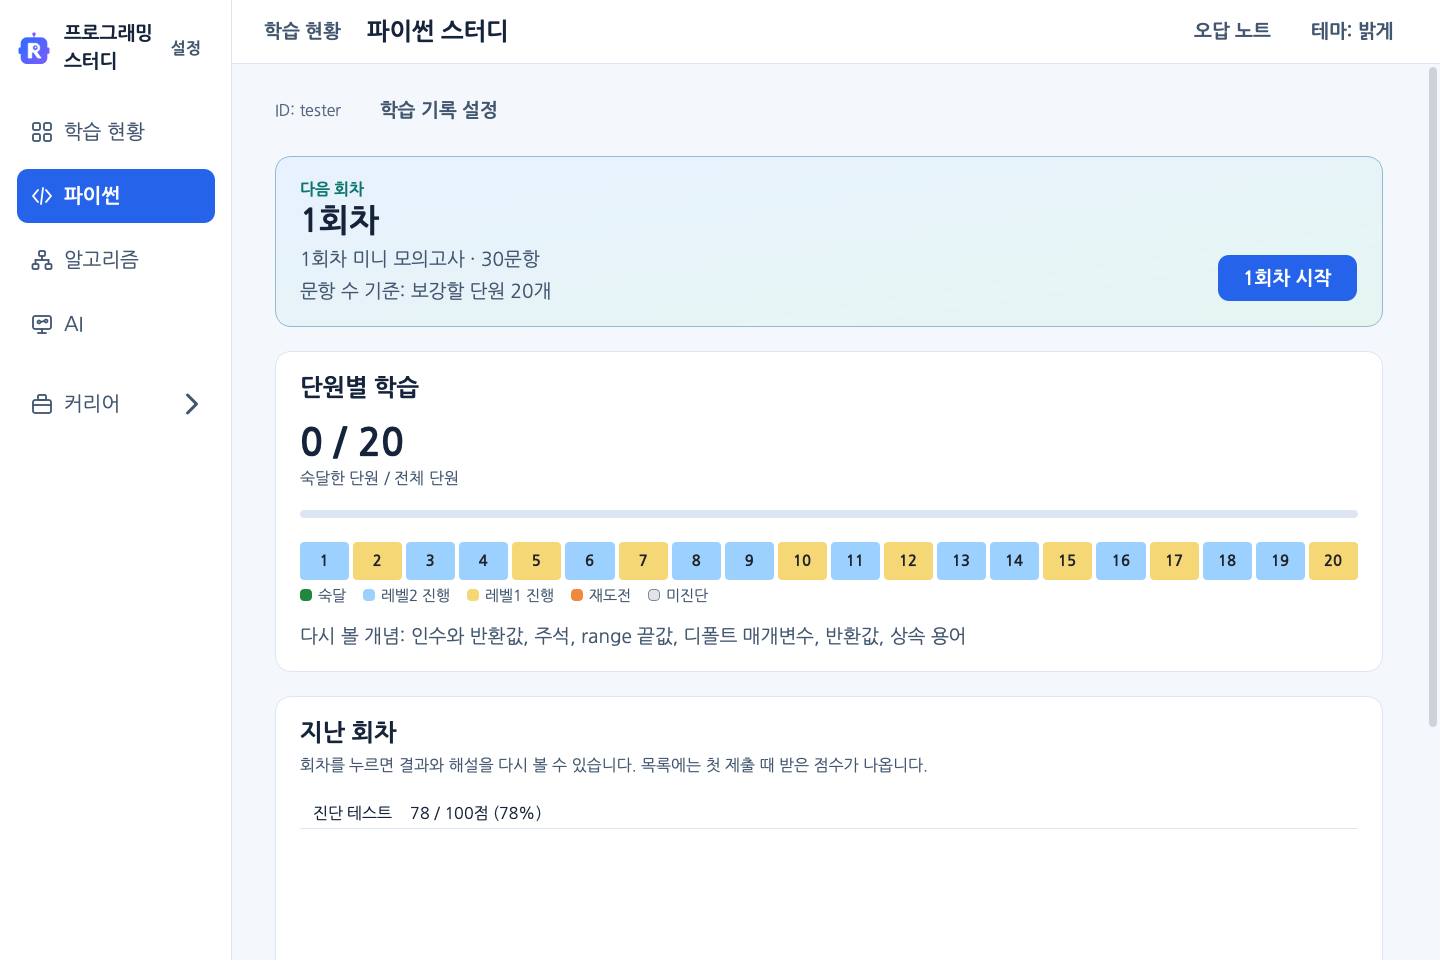 프로그래밍
스터디
설정
학습 현황
파이썬
알고리즘
AI
커리어
학습 현황
파이썬 스터디
오답 노트
테마: 밝게
ID: tester
학습 기록 설정
다음 회차
1회차
1회차 미니 모의고사 · 30문항
문항 수 기준: 보강할 단원 20개
1회차 시작
단원별 학습
0 / 20
숙달한 단원 / 전체 단원
1 2 3 4 5 6 7 8 9 10 11 12 13 14 15 16 17 18 19 20
숙달 레벨2 진행 레벨1 진행 재도전 미진단
다시 볼 개념: 인수와 반환값, 주석, range 끝값, 디폴트 매개변수, 반환값, 상속 용어
지난 회차
회차를 누르면 결과와 해설을 다시 볼 수 있습니다. 목록에는 첫 제출 때 받은 점수가 나옵니다.
진단 테스트 78 / 100점 (78%)